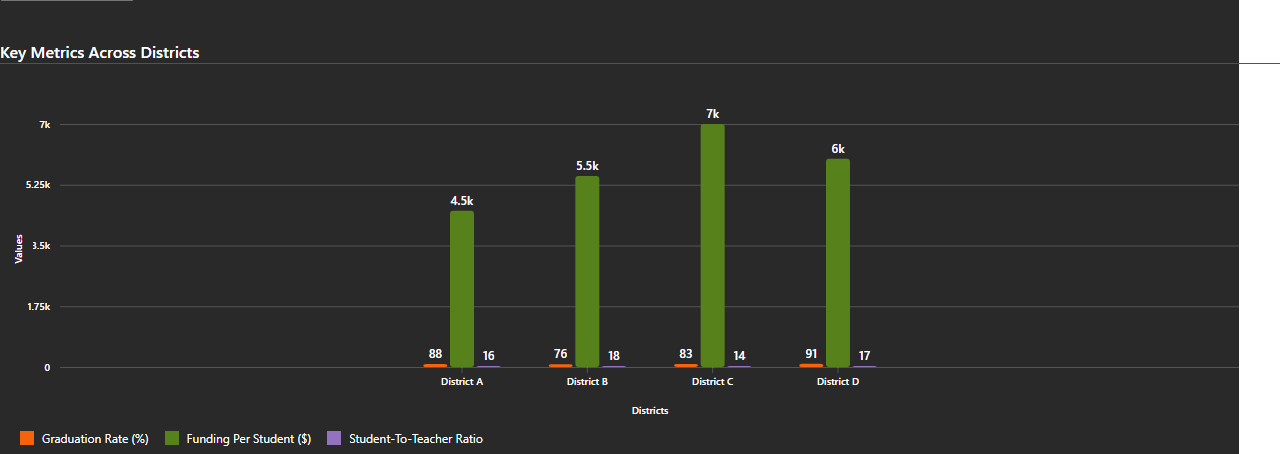 Key Metrics Across Districts
7k
7k
6k
5.5k
5.25k
4.5k
3.5k
Values
1.75k
88 16 76 18 83 14 91 17
0
District A District B District C District D
Districts
Graduation Rate (%) Funding Per Student ($) Student-To-Teacher Ratio